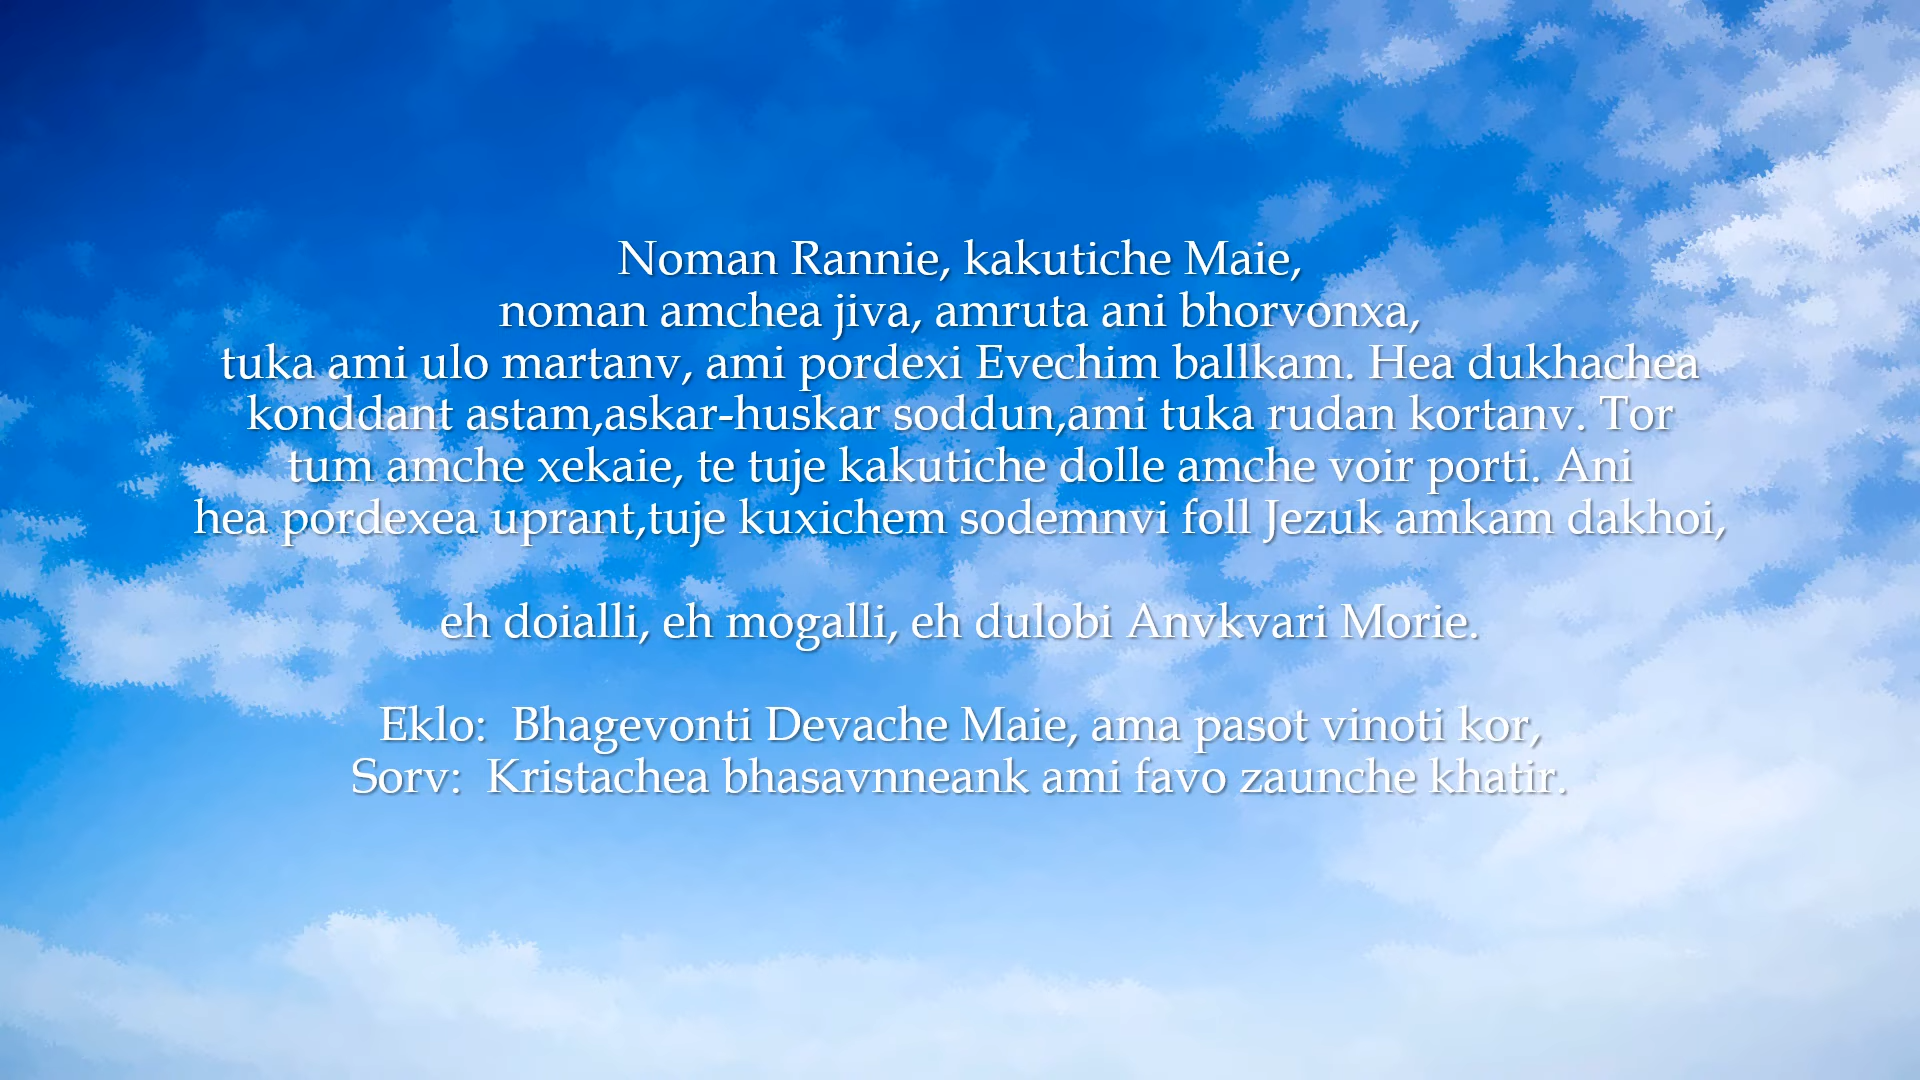 Noman Rannie, kakutiche Maie,
noman amchea jiva, amruta ani bhorvonxa,
tuka ami ulo martanv, ami pordexi Evechim ballkam. Hea dukhachea
konddant astam,askar-huskar soddun,ami tuka rudan kortanv. Tor
tum amche xekaie, te tuje kakutiche dolle amche voir porti. Ani
hea pordexea uprant,tuje kuxichem sodemnvi foll Jezuk amkam dakhoi,
eh doialli, eh mogalli, eh dulobi Anvkvari Morie.
Eklo:  Bhagevonti Devache Maie, ama pasot vinoti kor,
Sorv:  Kristachea bhasavnneank ami favo zaunche khatir.